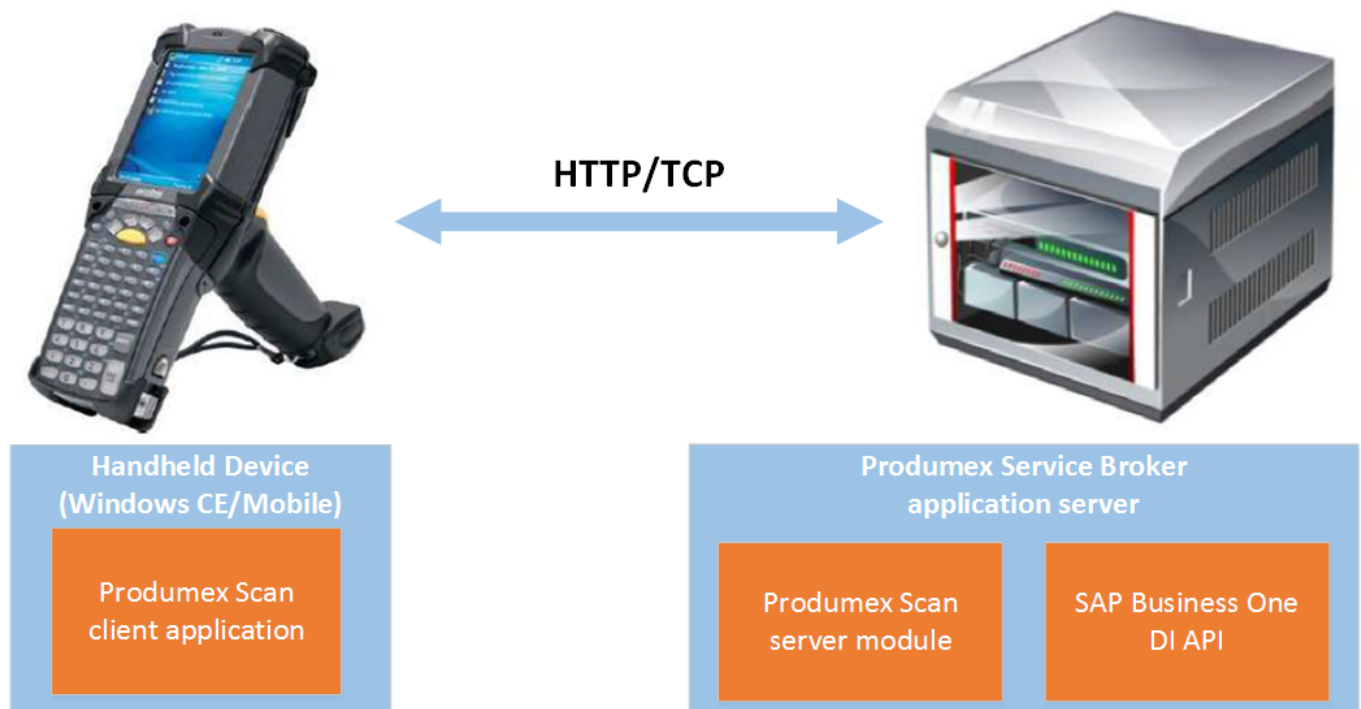 HTTP/TCP
Handheld Device
(Windows CE/Mobile)
Produmex Scan
client application
Produmex Service Broker
application server
Produmex Scan
server module
SAP Business One
DI API